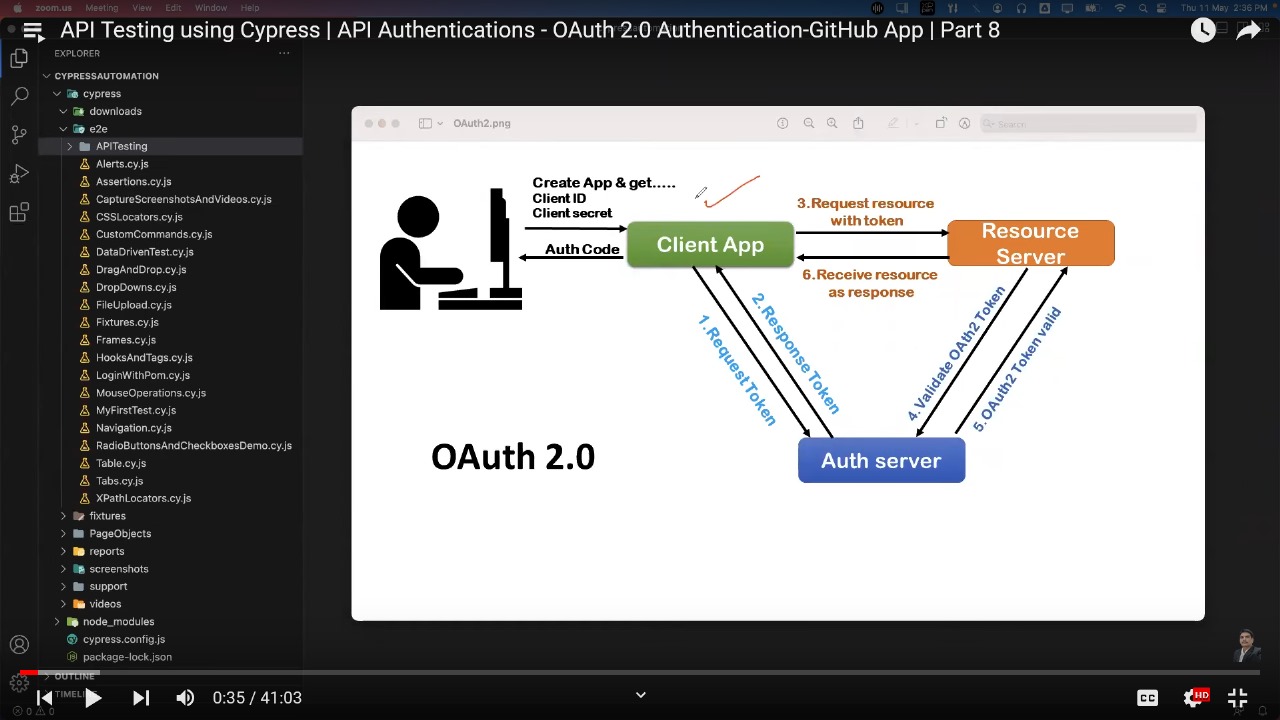 zoom.us Meeting View Edit Window Help
Thu 11 May 2:36 PM
API Testing using Cypress | API Authentications - OAuth 2.0 Authentication-GitHub App | Part 8
EXPLORER
CYPRESSAUTOMATION
cypress
downloads
e2e
APITesting
Alerts.cy.js
Assertions.cy.js
CaptureScreenshotsAndVideos.cy.js
CSSLocators.cy.js
CustomCommands.cy.js
DataDrivenTest.cy.js
DragAndDrop.cy.js
DropDowns.cy.js
FileUpload.cy.js
Fixtures.cy.js
Frames.cy.js
HooksAndTags.cy.js
LoginWithPom.cy.js
MouseOperations.cy.js
MyFirstTest.cy.js
Navigation.cy.js
RadioButtonsAndCheckboxesDemo.cy.js
Table.cy.js
Tabs.cy.js
XPathLocators.cy.js
fixtures
PageObjects
reports
screenshots
support
videos
node_modules
cypress.config.js
package-lock.json
OUTLINE
TIMELINE
OAuth2.png
Search
Create App & get.....
Client ID
Client secret
Auth Code
Client App
3.Request resource
with token
6.Receive resource
as response
Resource
Server
1.Request Token
2.Response Token
4.Validate OAth2 Token
5.OAuth2 Token valid
Auth server
OAuth 2.0
0:35 / 41:03
CC
HD
0 0